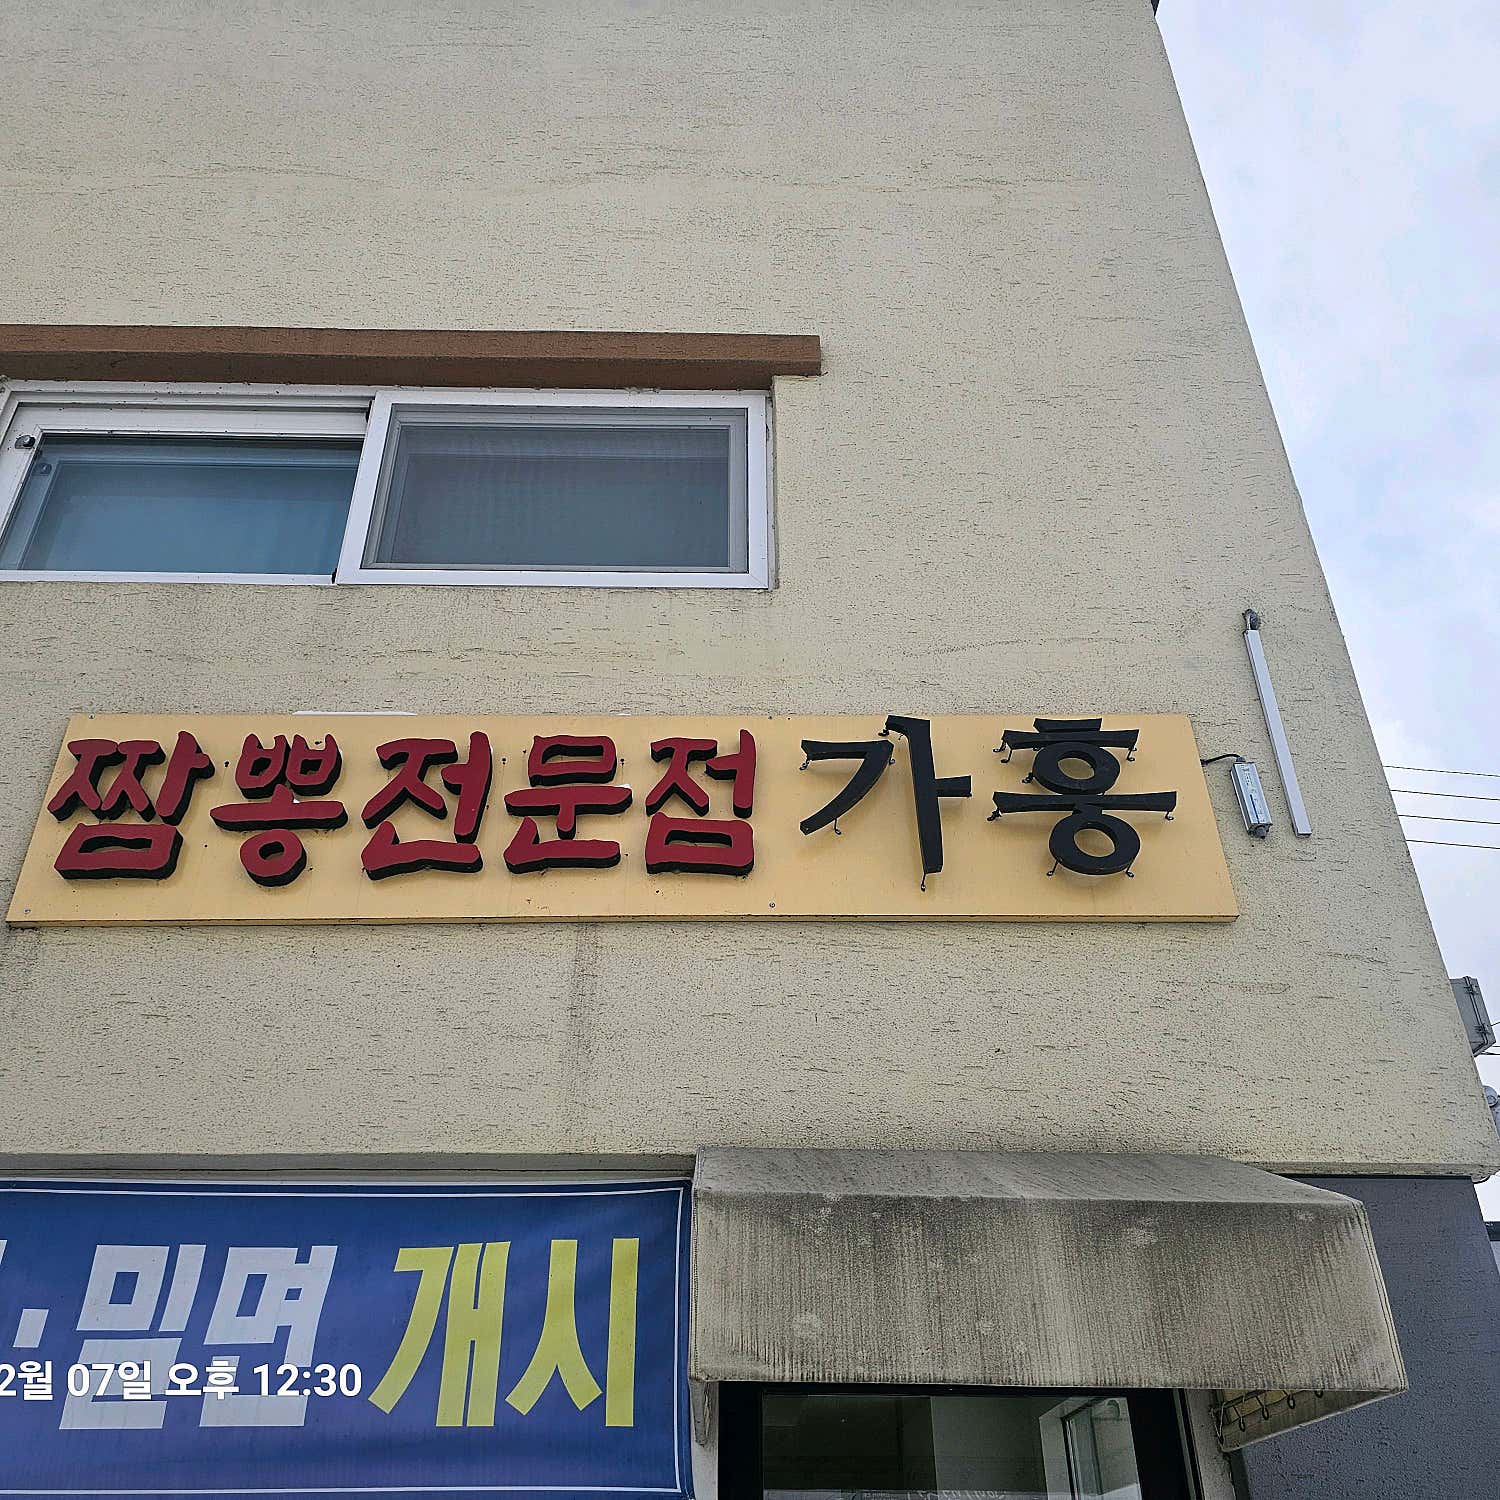 짬뽕전문점 가흥
·밀면 개시
2월 07일 오후 12:30